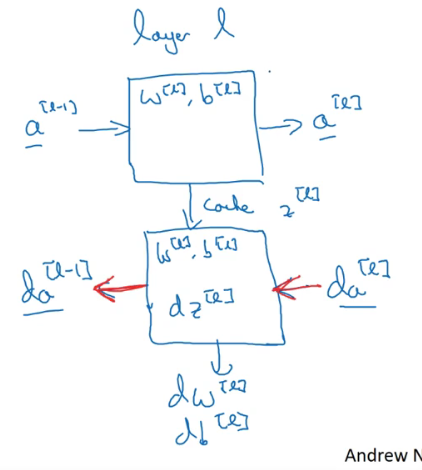 layer l
w^[l], b^[l]
a^[l-1]
a^[l]
cache z^[l]
w^[l], b^[l]
da^[l-1]
dz^[l]
da^[l]
dw^[l]
db^[l]
Andrew N